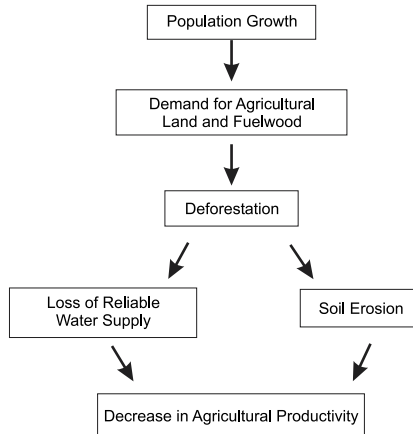 Population Growth
Demand for Agricultural
Land and Fuelwood
Deforestation
Loss of Reliable
Water Supply
Soil Erosion
Decrease in Agricultural Productivity